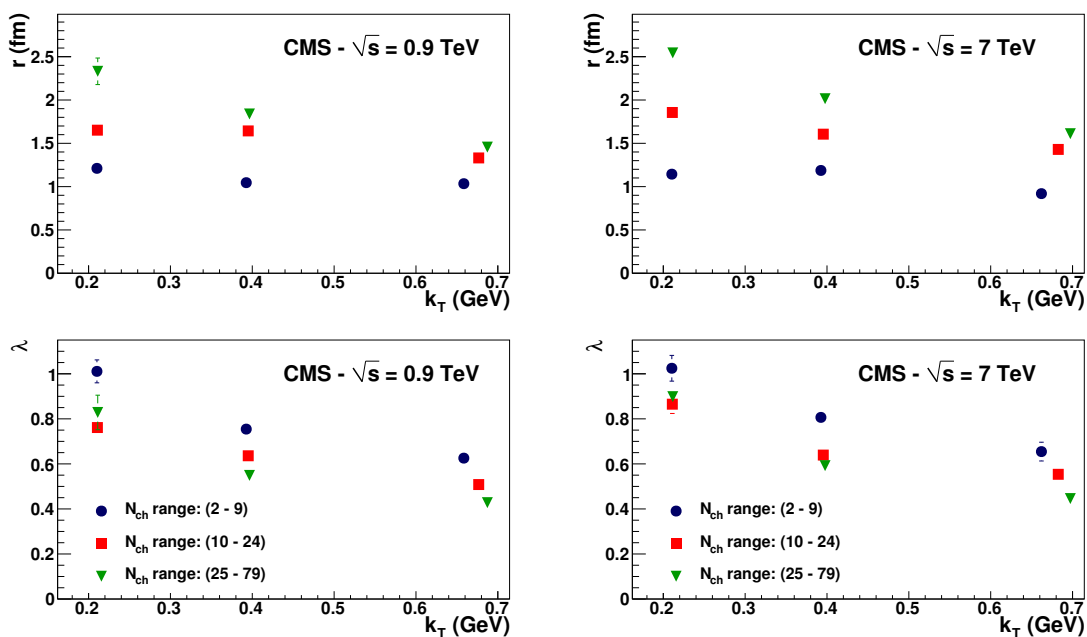 r (fm)
CMS - √s = 0.9 TeV
2.5
2
1.5
1
0.5
0
0.2 0.3 0.4 0.5 0.6 0.7
k_T (GeV)
r (fm)
CMS - √s = 7 TeV
2.5
2
1.5
1
0.5
0
0.2 0.3 0.4 0.5 0.6 0.7
k_T (GeV)
λ
CMS - √s = 0.9 TeV
1
0.8
0.6
0.4
0.2
0
N_ch range: (2 - 9)
N_ch range: (10 - 24)
N_ch range: (25 - 79)
0.2 0.3 0.4 0.5 0.6 0.7
k_T (GeV)
λ
CMS - √s = 7 TeV
1
0.8
0.6
0.4
0.2
0
N_ch range: (2 - 9)
N_ch range: (10 - 24)
N_ch range: (25 - 79)
0.2 0.3 0.4 0.5 0.6 0.7
k_T (GeV)